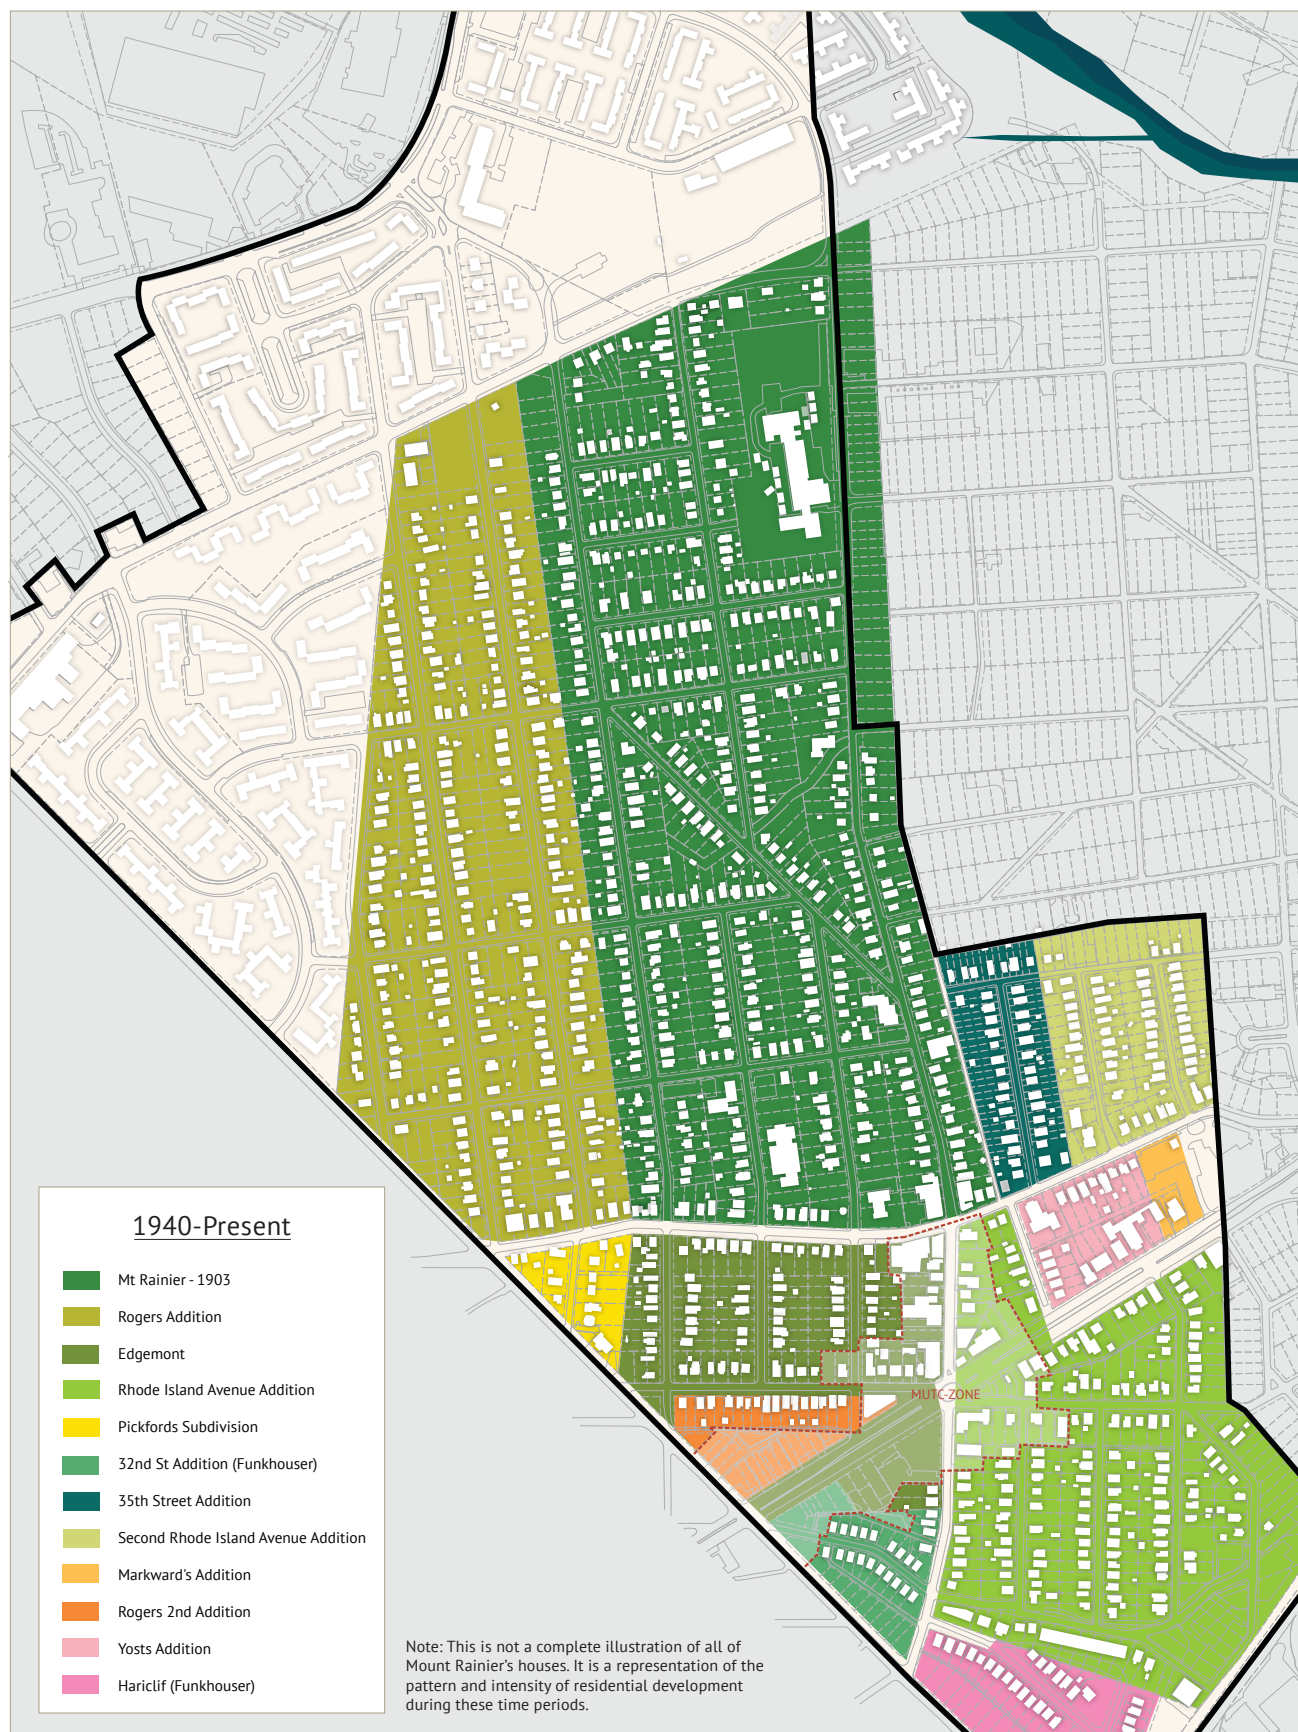 MUTC-ZONE
1940-Present
Mt Rainier - 1903
Rogers Addition
Edgemont
Rhode Island Avenue Addition
Pickfords Subdivision
32nd St Addition (Funkhouser)
35th Street Addition
Second Rhode Island Avenue Addition
Markward's Addition
Rogers 2nd Addition
Yosts Addition
Hariclif (Funkhouser)
Note: This is not a complete illustration of all of
Mount Rainier’s houses. It is a representation of the
pattern and intensity of residential development
during these time periods.